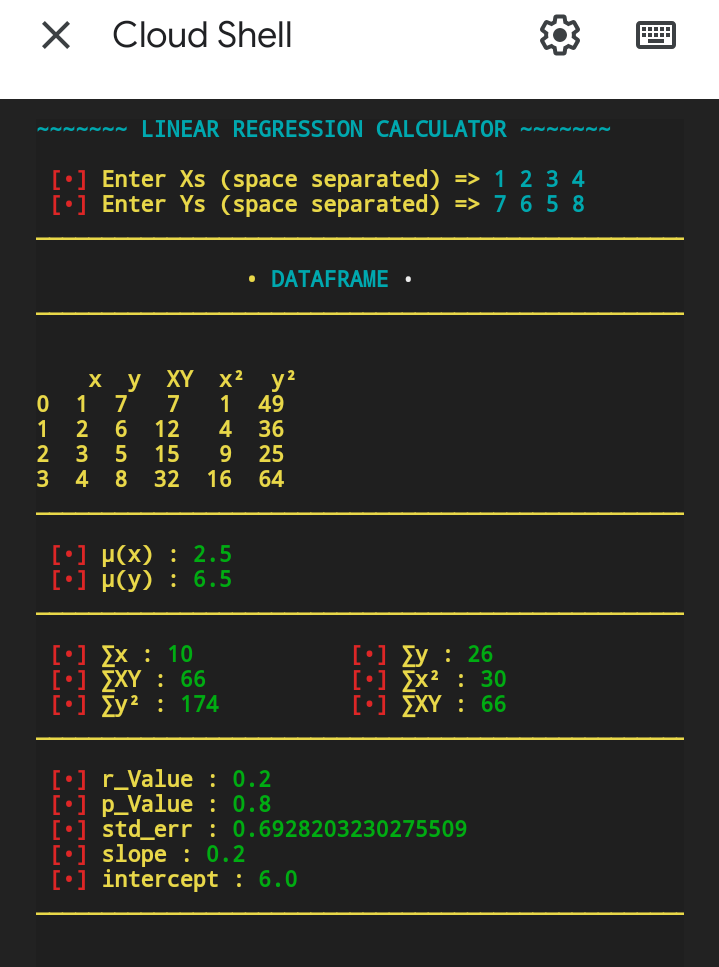 Cloud Shell
~~~~~~~ LINEAR REGRESSION CALCULATOR ~~~~~~~
[•] Enter Xs (space separated) => 1 2 3 4
[•] Enter Ys (space separated) => 7 6 5 8
• DATAFRAME •
x y XY x² y²
0 1 7 7 1 49
1 2 6 12 4 36
2 3 5 15 9 25
3 4 8 32 16 64
[•] μ(x) : 2.5
[•] μ(y) : 6.5
[•] ∑x : 10 [•] ∑y : 26
[•] ∑XY : 66 [•] ∑x² : 30
[•] ∑y² : 174 [•] ∑XY : 66
[•] r_Value : 0.2
[•] p_Value : 0.8
[•] std_err : 0.6928203230275509
[•] slope : 0.2
[•] intercept : 6.0